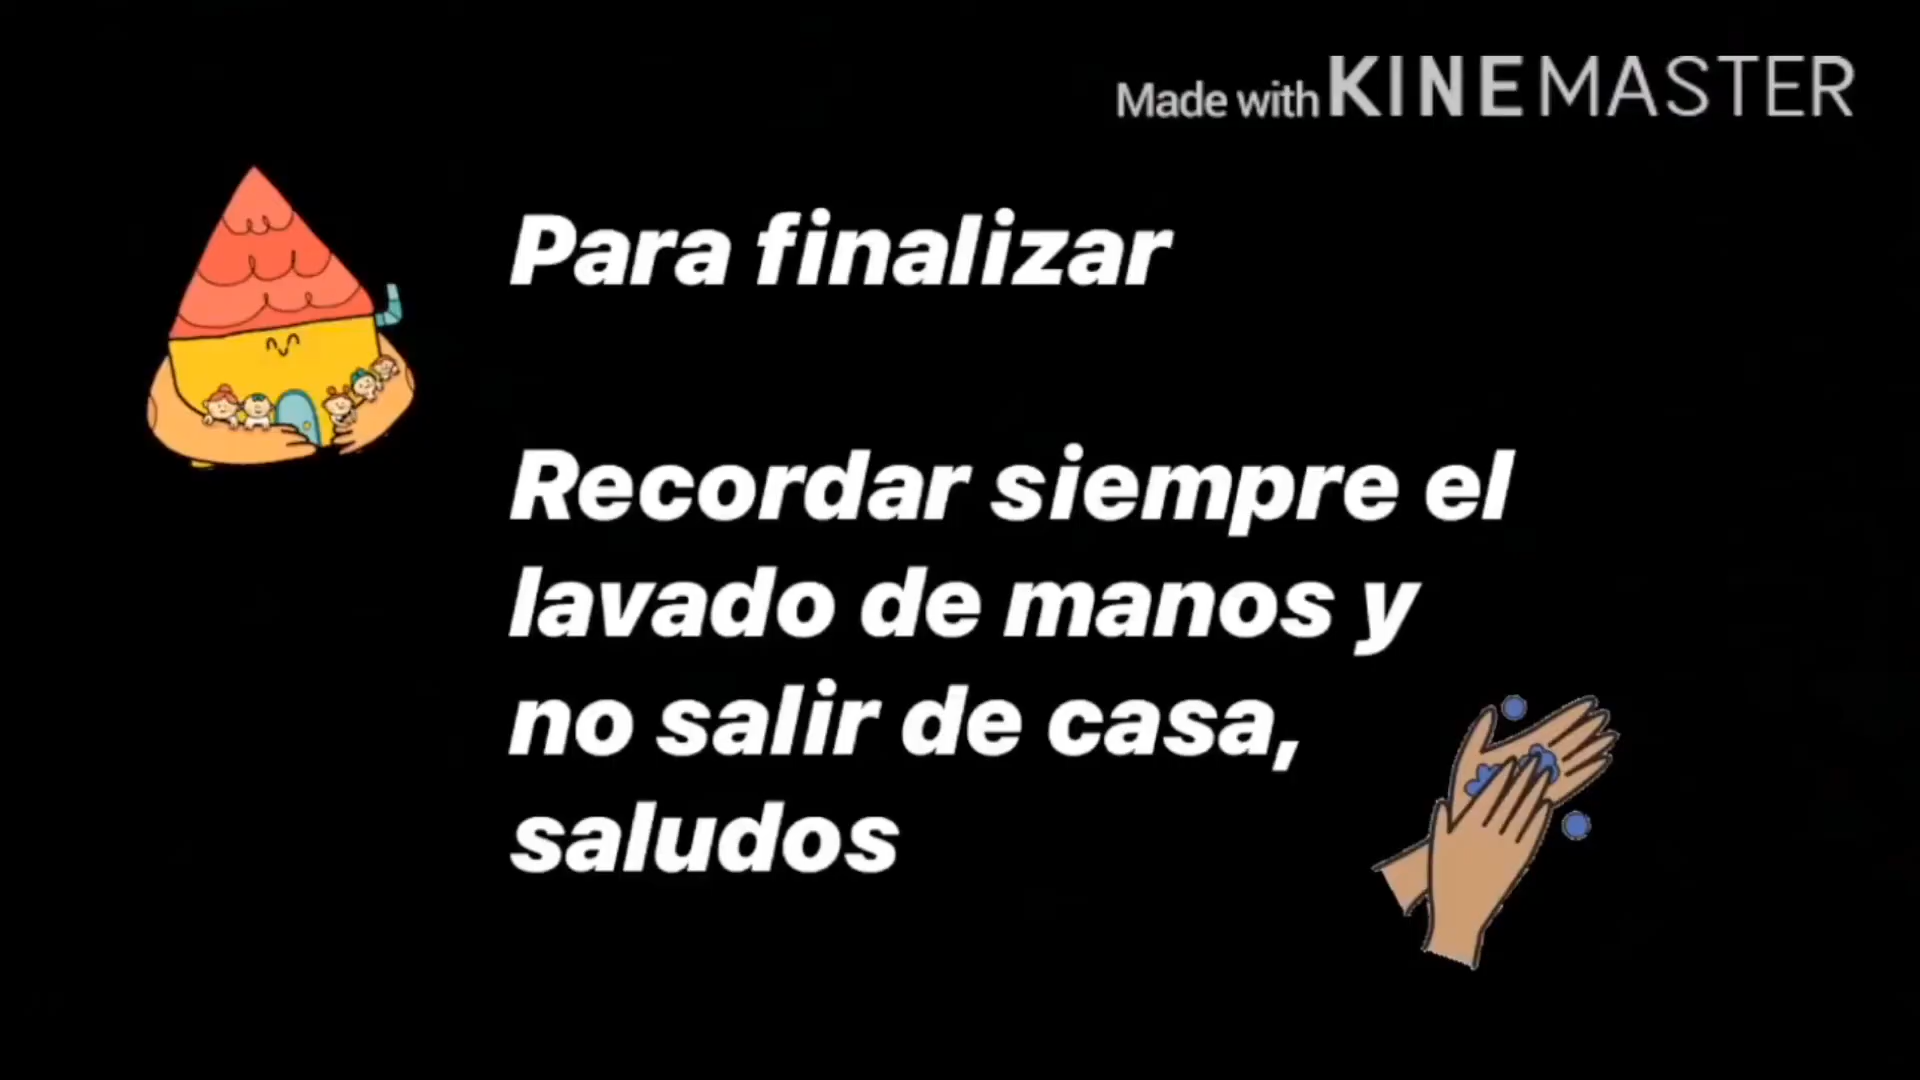 Made with KINEMASTER
Para finalizar
Recordar siempre el
lavado de manos y
no salir de casa,
saludos